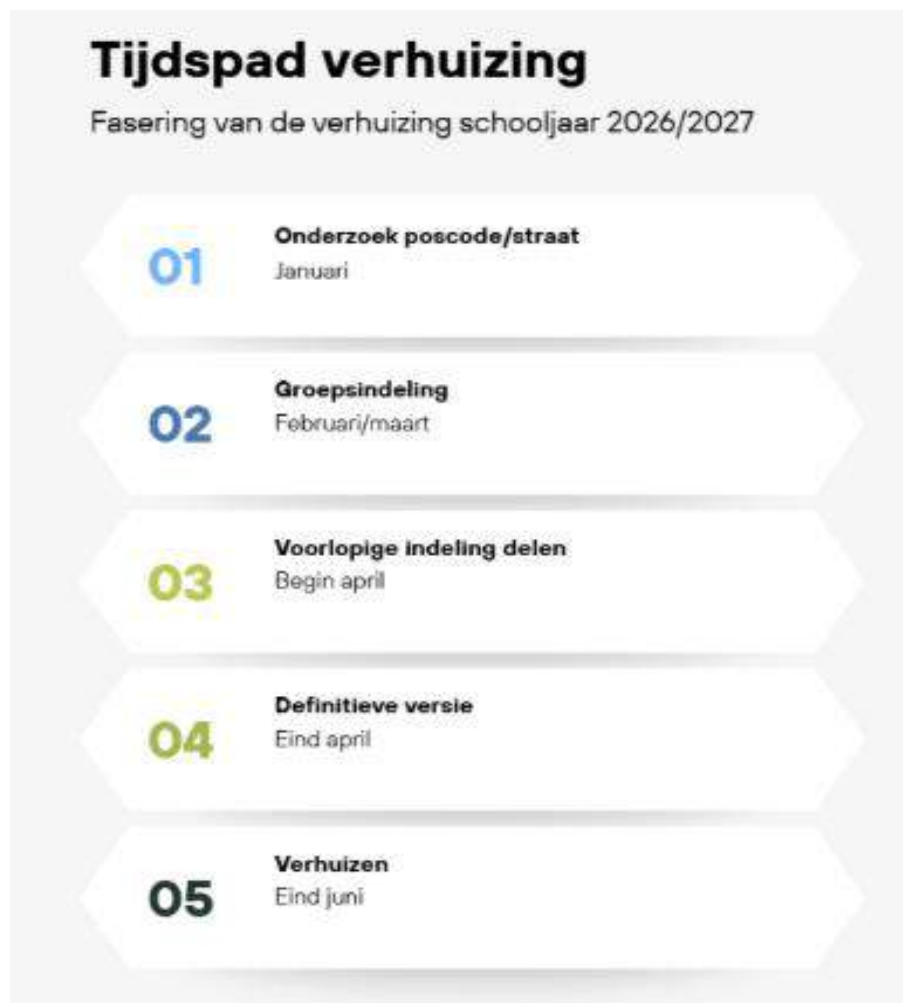 Tijdspad verhuizing
Fasering van de verhuizing schooljaar 2026/2027
01
Onderzoek poscode/straat
Januari
02
Groepsindeling
Februari/maart
03
Voorlopige indeling delen
Begin april
04
Definitieve versie
Eind april
05
Verhuizen
Eind juni